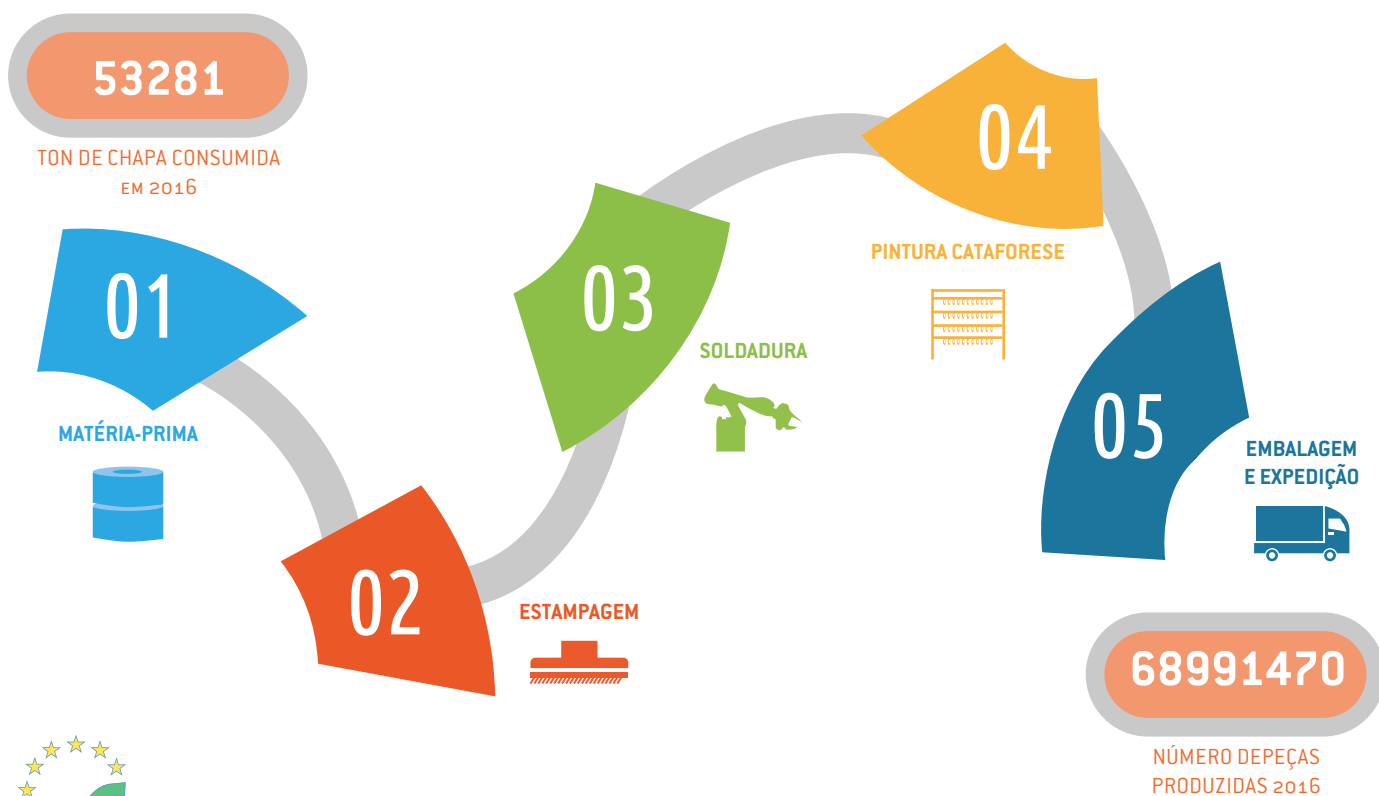 53281
TON DE CHAPA CONSUMIDA
EM 2016
01
MATÉRIA-PRIMA
02
ESTAMPAGEM
03
SOLDADURA
04
PINTURA CATAFORESE
05
EMBALAGEM
E EXPEDIÇÃO
68991470
NÚMERO DEPEÇAS
PRODUZIDAS 2016